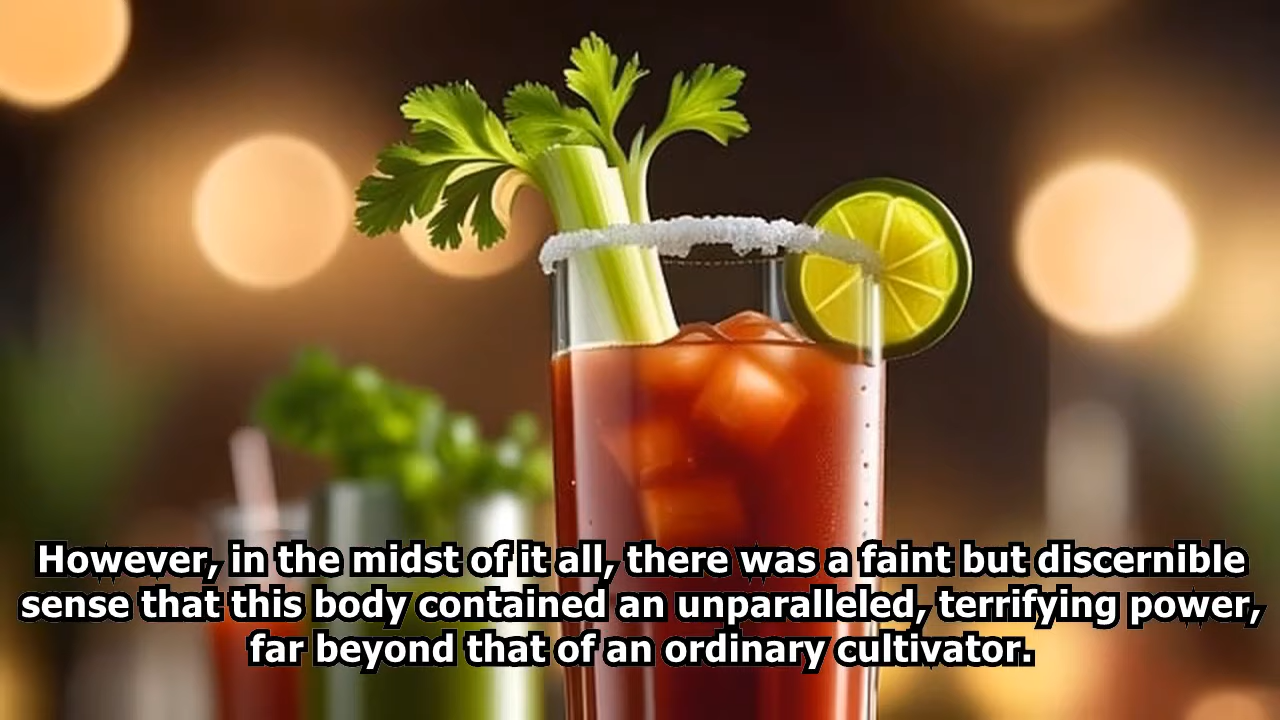 However, in the midst of it all, there was a faint but discernible
sense that this body contained an unparalleled, terrifying power,
far beyond that of an ordinary cultivator.